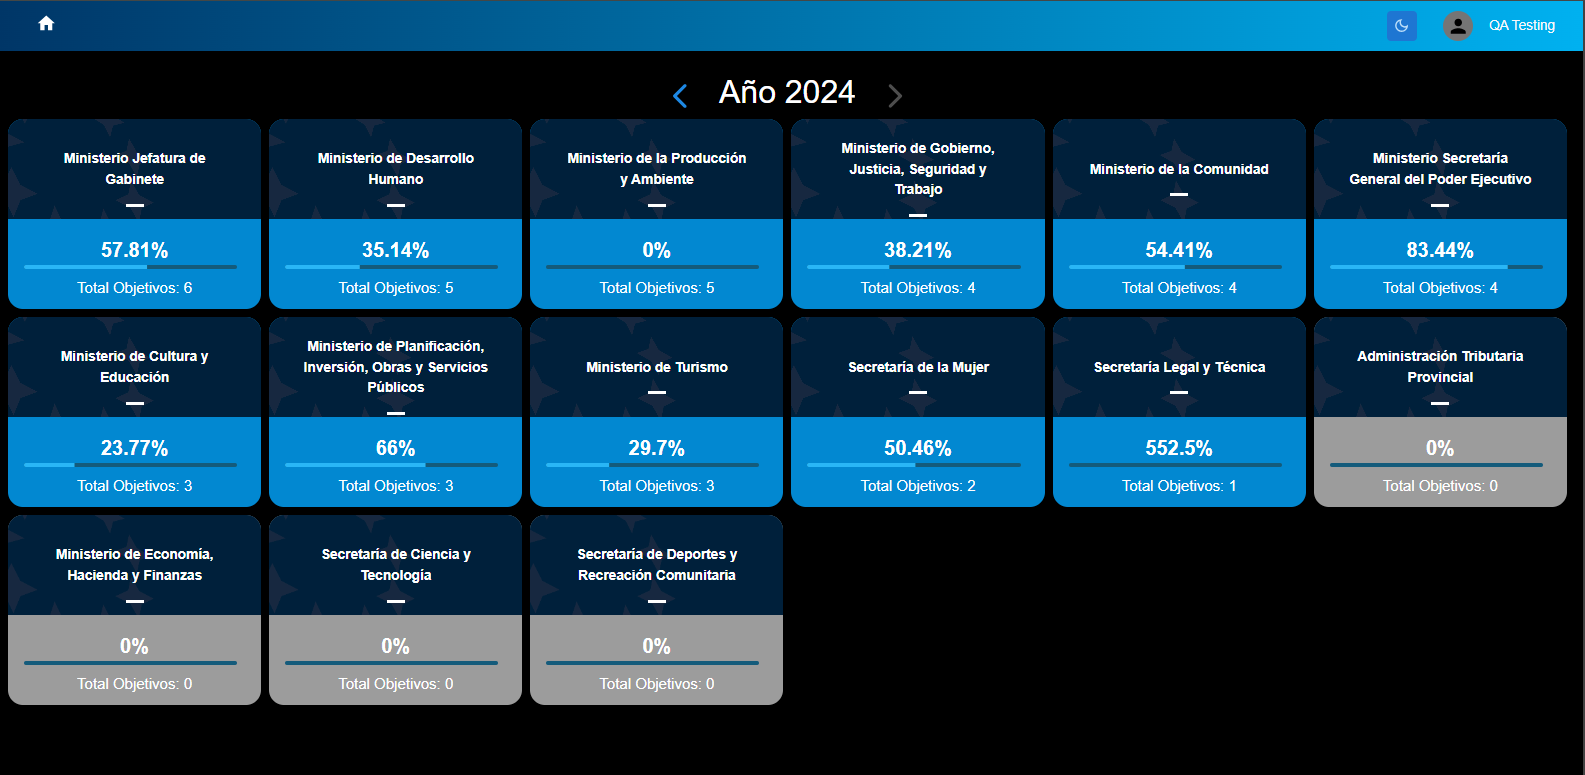 QA Testing
Año 2024
Ministerio Jefatura de
Gabinete
57.81%
Total Objetivos: 6
Ministerio de Desarrollo
Humano
35.14%
Total Objetivos: 5
Ministerio de la Producción
y Ambiente
0%
Total Objetivos: 5
Ministerio de Gobierno,
Justicia, Seguridad y
Trabajo
38.21%
Total Objetivos: 4
Ministerio de la Comunidad
54.41%
Total Objetivos: 4
Ministerio Secretaría
General del Poder Ejecutivo
83.44%
Total Objetivos: 4
Ministerio de Cultura y
Educación
23.77%
Total Objetivos: 3
Ministerio de Planificación,
Inversión, Obras y Servicios
Públicos
66%
Total Objetivos: 3
Ministerio de Turismo
29.7%
Total Objetivos: 3
Secretaría de la Mujer
50.46%
Total Objetivos: 2
Secretaría Legal y Técnica
552.5%
Total Objetivos: 1
Administración Tributaria
Provincial
0%
Total Objetivos: 0
Ministerio de Economía,
Hacienda y Finanzas
0%
Total Objetivos: 0
Secretaría de Ciencia y
Tecnología
0%
Total Objetivos: 0
Secretaría de Deportes y
Recreación Comunitaria
0%
Total Objetivos: 0